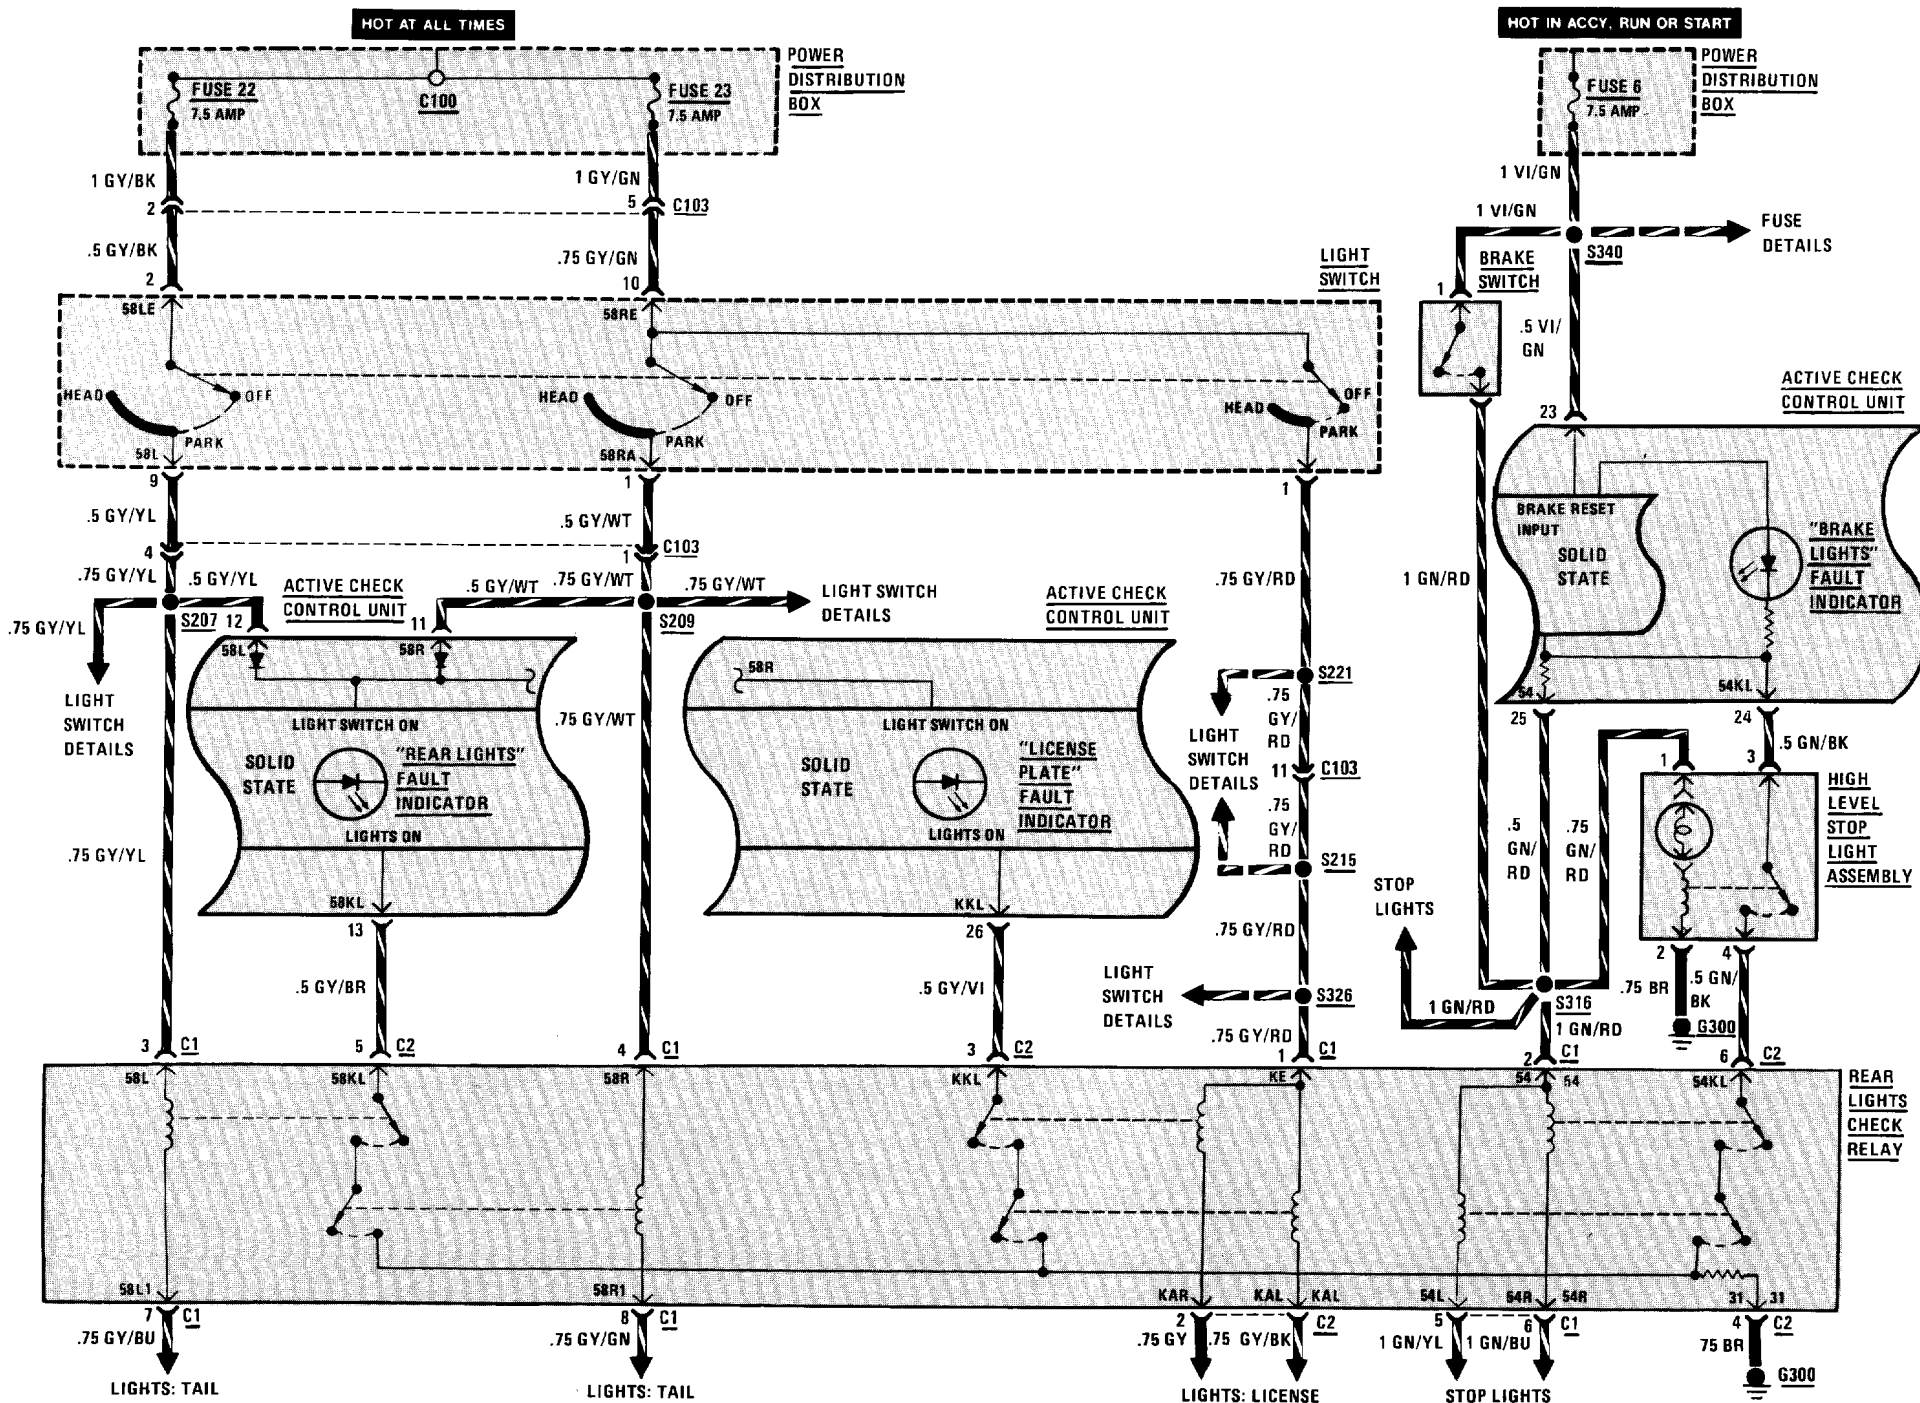 HOT AT ALL TIMES
HOT IN ACCY, RUN OR START
FUSE 22
7.5 AMP
C100
FUSE 23
7.5 AMP
POWER
DISTRIBUTION
BOX
FUSE 6
7.5 AMP
POWER
DISTRIBUTION
BOX
1 GY/BK
1 GY/GN
1 VI/GN
2
5
C103
1 VI/GN
FUSE
DETAILS
.5 GY/BK
.75 GY/GN
S340
2
10
LIGHT
SWITCH
BRAKE
SWITCH
1
58LE
58RE
.5 VI/
GN
HEAD
OFF
PARK
58L
HEAD
OFF
PARK
58RA
HEAD
OFF
PARK
ACTIVE CHECK
CONTROL UNIT
23
9
1
1
.5 GY/YL
.5 GY/WT
4
1
C103
BRAKE RESET
INPUT
SOLID
STATE
"BRAKE
LIGHTS"
FAULT
INDICATOR
.75 GY/YL
.5 GY/YL
ACTIVE CHECK
CONTROL UNIT
.5 GY/WT
.75 GY/WT
.75 GY/WT
LIGHT SWITCH
DETAILS
ACTIVE CHECK
CONTROL UNIT
.75 GY/RD
1 GN/RD
.75 GY/YL
S207
12
11
S209
LIGHT
SWITCH
DETAILS
58L
58R
58R
S221
54
54KL
.75
GY/
RD
25
24
LIGHT SWITCH ON
SOLID
STATE
"REAR LIGHTS"
FAULT
INDICATOR
LIGHTS ON
.75 GY/WT
LIGHT SWITCH ON
SOLID
STATE
"LICENSE
PLATE"
FAULT
INDICATOR
LIGHTS ON
LIGHT
SWITCH
DETAILS
11
C103
.75
GY/
RD
1
.5 GN/BK
3
HIGH
LEVEL
STOP
LIGHT
ASSEMBLY
.75 GY/YL
.5
GN/
RD
.75
GN/
RD
S215
STOP
LIGHTS
58KL
KKL
13
26
.75 GY/RD
2
4
.5 GY/BR
.5 GY/VI
LIGHT
SWITCH
DETAILS
S326
1 GN/RD
S316
.75 BR
.5 GN/
BK
G300
.75 GY/RD
1 GN/RD
3
C1
5
C2
4
C1
3
C2
1
C1
2
C1
6
C2
58L
58KL
58R
KKL
KE
54
54
54KL
REAR
LIGHTS
CHECK
RELAY
58L1
58R1
KAR
KAL
KAL
54L
54R
54R
31
31
7
C1
8
C1
2
C2
5
6
C1
4
C2
.75 GY/BU
.75 GY/GN
.75 GY
.75 GY/BK
1 GN/YL
1 GN/BU
75 BR
G300
LIGHTS: TAIL
LIGHTS: TAIL
LIGHTS: LICENSE
STOP LIGHTS